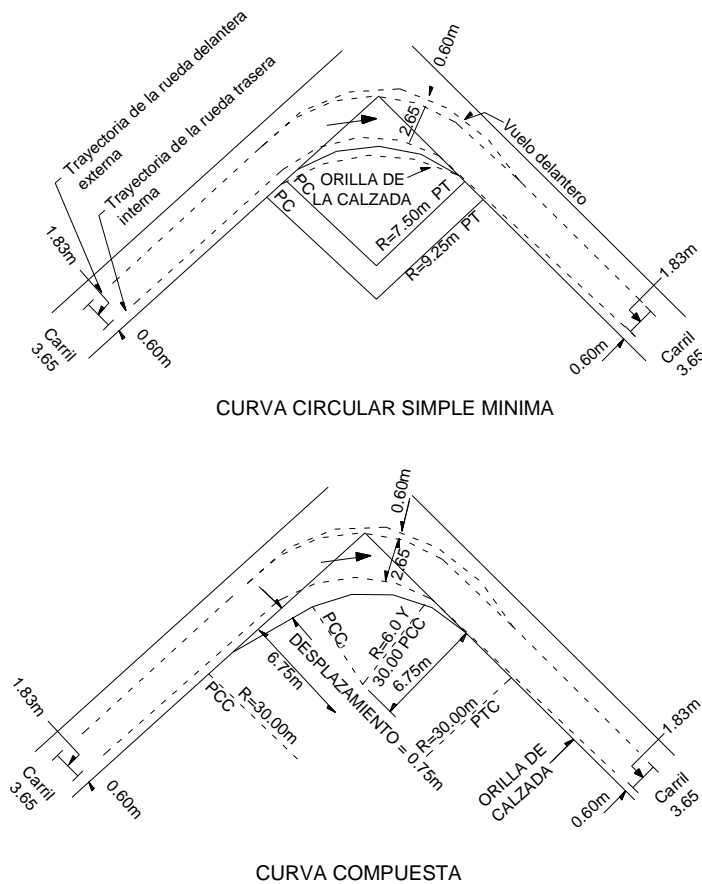 Trayectoria de la rueda delantera
externa
Trayectoria de la rueda trasera
interna
0.60m
2.65
Vuelo delantero
ORILLA DE
LA CALZADA
PC
PC
R=7.50m PT
R=9.25m PT
1.83m
Carril
3.65
0.60m
1.83m
0.60m
Carril
3.65
CURVA CIRCULAR SIMPLE MINIMA
0.60m
2.65
PCC
R=6.0 Y
30.00 PCC
6.75m
6.75m
DESPLAZAMIENTO = 0.75m
PCC
R=30.00m
R=30.00m
PTC
ORILLA DE
CALZADA
1.83m
Carril
3.65
0.60m
1.83m
0.60m
Carril
3.65
CURVA COMPUESTA